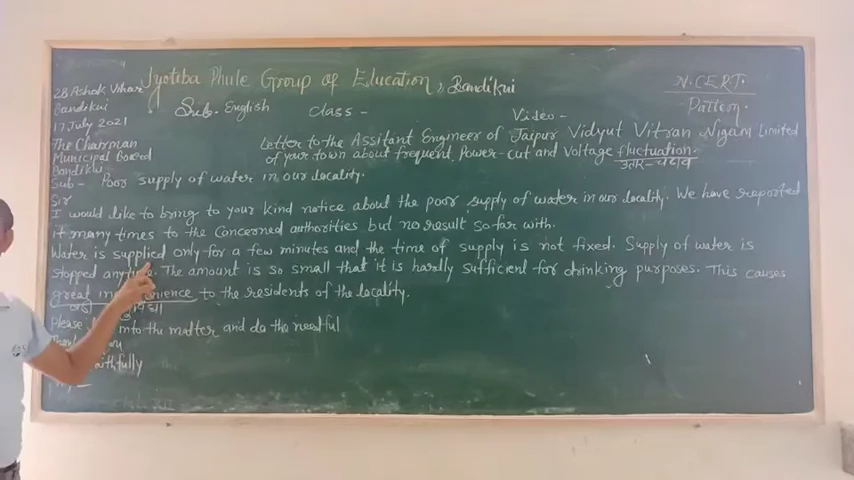 Jyoteba Phule Group of Education, Bandikui
N.C.E.R.T.
Pattern.
Sub. English Class - Video -
28 Ashok Vihar
Bandikui
17, July 2021
The Chairman
Municipal Board
Bandikui
Letter to the Assitant Engineer of Jaipur Vidyut Vitran Nigam Limited
of your town about frequent Power-cut and Voltage fluctuation.
उतार-चढ़ाव
Sub - Poor supply of water in our locality.
Sir
I would like to bring to your kind notice about the poor supply of water in our locality. We have reported
it many times to the Concerned authorities but no result so far with.
Water is supplied only for a few minutes and the time of supply is not fixed. Supply of water is
stopped anytime. The amount is so small that it is hardly sufficient for drinking purposes. This causes
great to the residents of the locality.
Please into the matter and do the needful